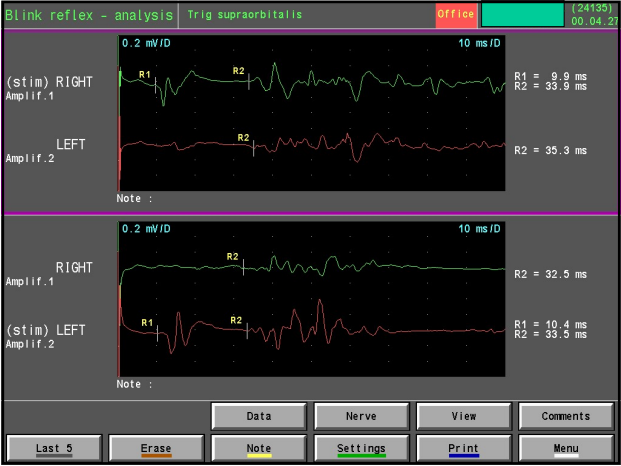 Blink reflex - analysis Trig supraorbitalis Office (24135)
00.04.27
0.2 mV/D 10 ms/D
R1 R2
(stim) RIGHT R1 = 9.9 ms
Amplif.1 R2 = 33.9 ms
R2
LEFT R2 = 35.3 ms
Amplif.2
Note :
0.2 mV/D 10 ms/D
R2
RIGHT R2 = 32.5 ms
Amplif.1
R1 R2
(stim) LEFT R1 = 10.4 ms
Amplif.2 R2 = 33.5 ms
Note :
Data Nerve View Comments
Last 5 Erase Note Settings Print Menu